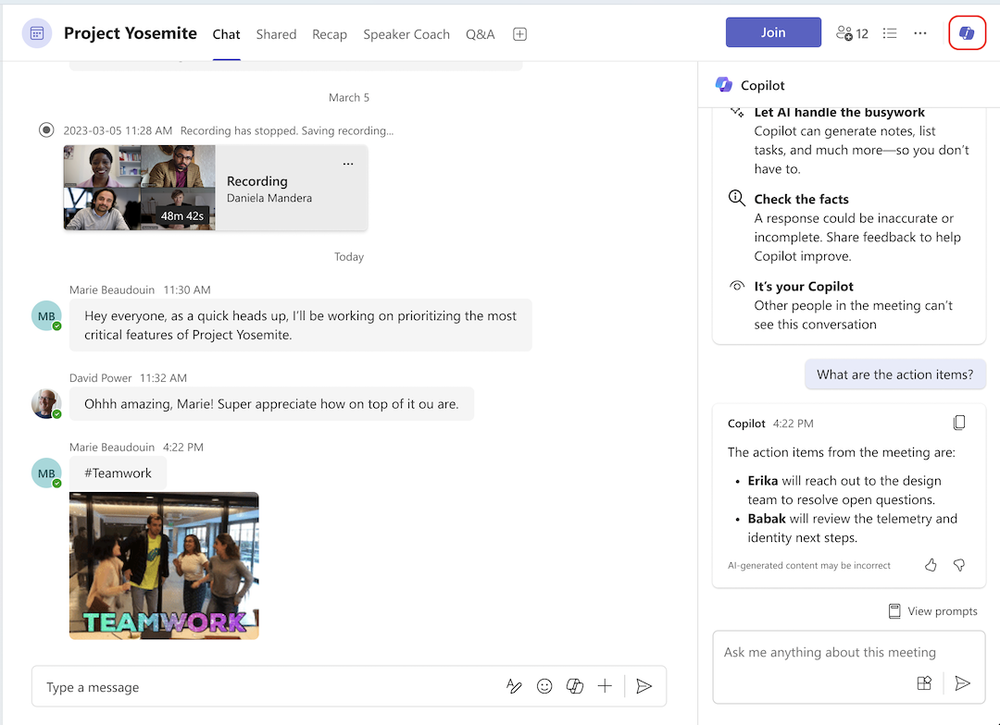 Project Yosemite
Chat
Shared
Recap
Speaker Coach
Q&A
Join
12
March 5
2023-03-05 11:28 AM Recording has stopped. Saving recording...
48m 42s
Recording
Daniela Mandera
Today
Marie Beaudouin 11:30 AM
MB
Hey everyone, as a quick heads up, I’ll be working on prioritizing the most
critical features of Project Yosemite.
David Power 11:32 AM
Ohhh amazing, Marie! Super appreciate how on top of it ou are.
Marie Beaudouin 4:22 PM
MB
#Teamwork
TEAMWORK
Type a message
Copilot
Let AI handle the busywork
Copilot can generate notes, list
tasks, and much more—so you don’t
have to.
Check the facts
A response could be inaccurate or
incomplete. Share feedback to help
Copilot improve.
It’s your Copilot
Other people in the meeting can’t
see this conversation
What are the action items?
Copilot 4:22 PM
The action items from the meeting are:
• Erika will reach out to the design
team to resolve open questions.
• Babak will review the telemetry and
identity next steps.
AI-generated content may be incorrect
View prompts
Ask me anything about this meeting